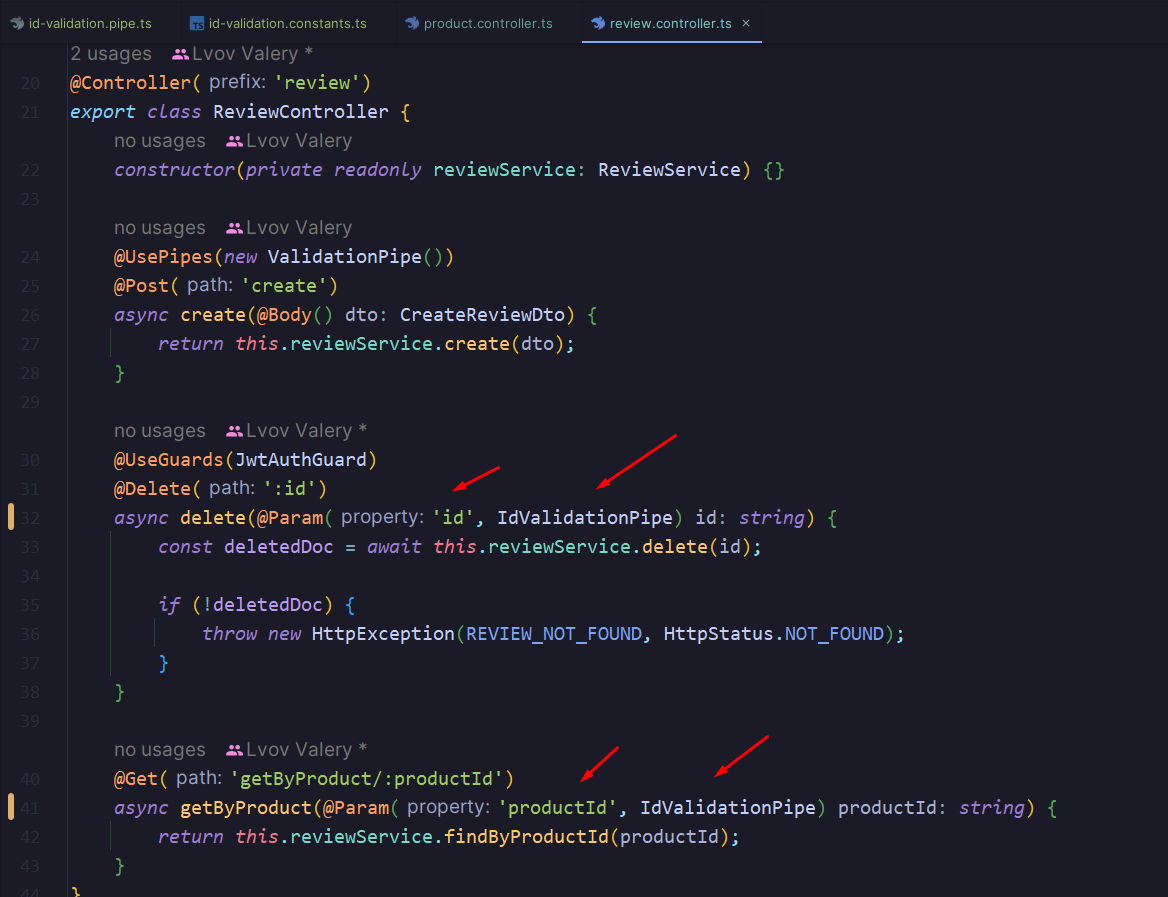 id-validation.pipe.ts TS id-validation.constants.ts product.controller.ts review.controller.ts ×
2 usages Lvov Valery *
20 @Controller( prefix: 'review')
21 export class ReviewController {
no usages Lvov Valery
22 constructor(private readonly reviewService: ReviewService) {}
23
no usages Lvov Valery
24 @UsePipes(new ValidationPipe())
25 @Post( path: 'create')
26 async create(@Body() dto: CreateReviewDto) {
27 return this.reviewService.create(dto);
28 }
29
no usages Lvov Valery *
30 @UseGuards(JwtAuthGuard)
31 @Delete( path: ':id')
32 async delete(@Param( property: 'id', IdValidationPipe) id: string) {
33 const deletedDoc = await this.reviewService.delete(id);
34
35 if (!deletedDoc) {
36 throw new HttpException(REVIEW_NOT_FOUND, HttpStatus.NOT_FOUND);
37 }
38 }
39
no usages Lvov Valery *
40 @Get( path: 'getByProduct/:productId')
41 async getByProduct(@Param( property: 'productId', IdValidationPipe) productId: string) {
42 return this.reviewService.findByProductId(productId);
43 }
44 }